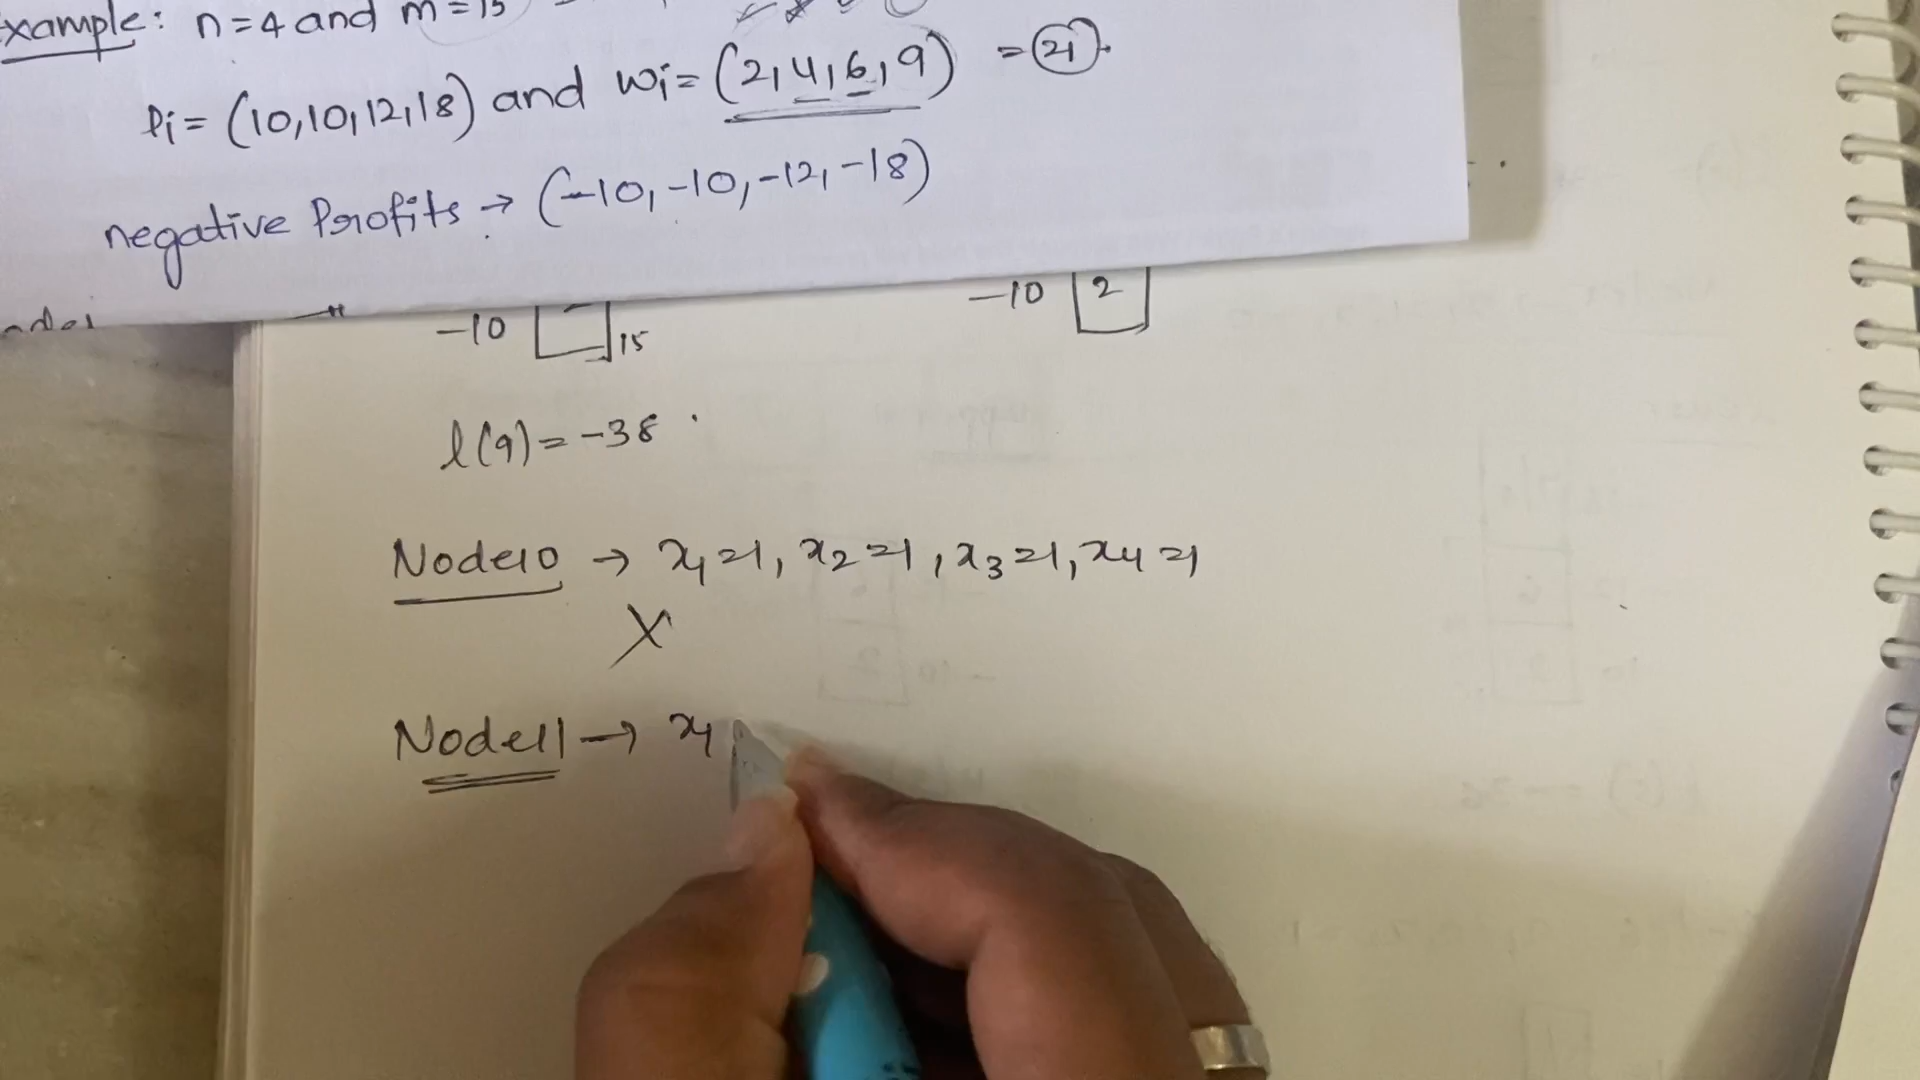 Example: n=4 and m=15
Pi = (10,10,12,18) and wi = (2,4,6,9) = 21.
negative Profits → (-10, -10, -12, -18)
-10 15
-10 2
l(9) = -38
Node10 → x1=1, x2=1, x3=1, x4=1
X
Node11 → x1